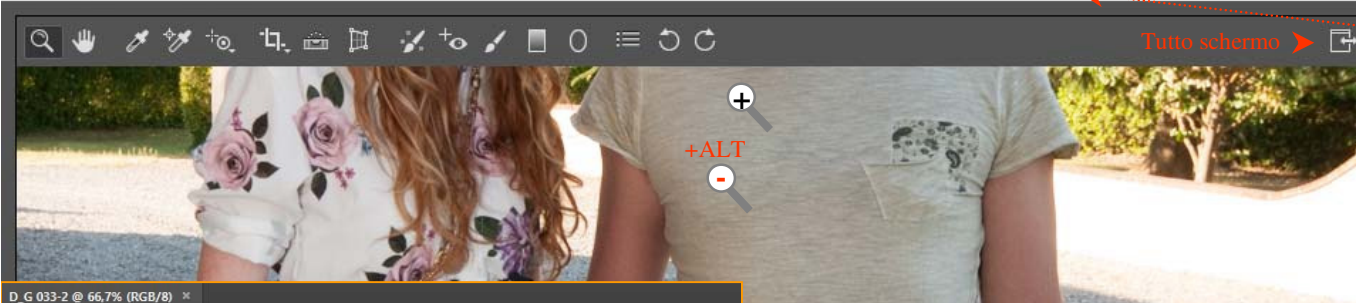 Tutto schermo
+ALT
D_G 033-2 @ 66,7% (RGB/8) ×